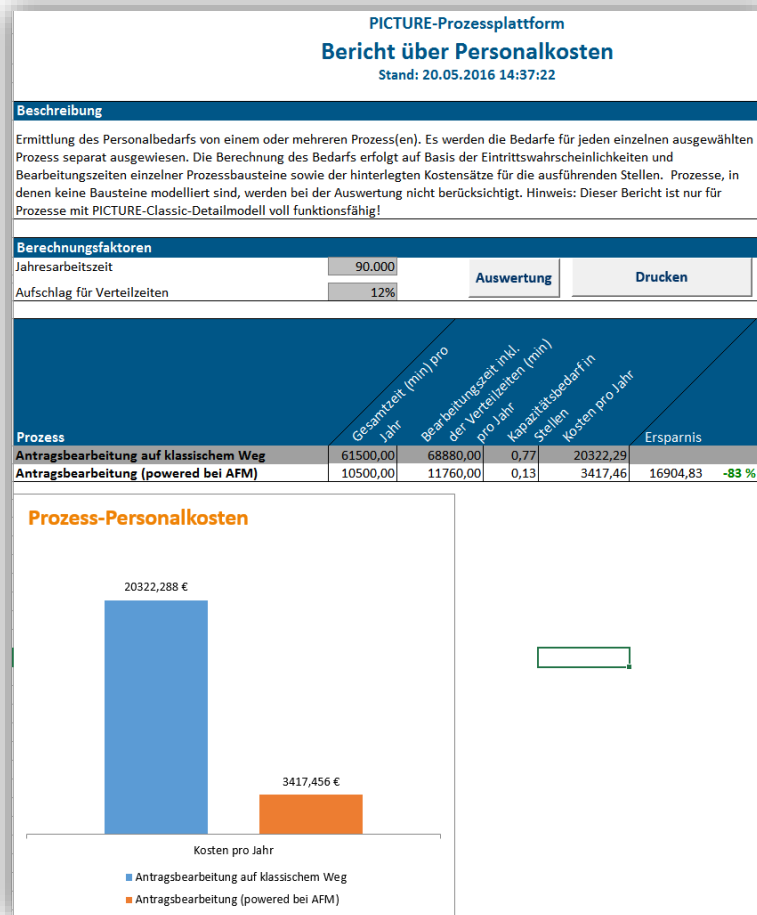 PICTURE-Prozessplattform
Bericht über Personalkosten
Stand: 20.05.2016 14:37:22
Beschreibung
Ermittlung des Personalbedarfs von einem oder mehreren Prozess(en). Es werden die Bedarfe für jeden einzelnen ausgewählten
Prozess separat ausgewiesen. Die Berechnung des Bedarfs erfolgt auf Basis der Eintrittswahrscheinlichkeiten und
Bearbeitungszeiten einzelner Prozessbausteine sowie der hinterlegten Kostensätze für die ausführenden Stellen. Prozesse, in
denen keine Bausteine modelliert sind, werden bei der Auswertung nicht berücksichtigt. Hinweis: Dieser Bericht ist nur für
Prozesse mit PICTURE-Classic-Detailmodell voll funktionsfähig!
Berechnungsfaktoren
Jahresarbeitszeit 90.000
Aufschlag für Verteilzeiten 12%
Auswertung
Drucken
Prozess
Gesamtzeit (min) pro
Jahr
Bearbeitungszeit inkl.
der Verteilzeiten (min)
pro Jahr
Kapazitätsbedarf in
Stellen
Kosten pro Jahr
Ersparnis
Antragsbearbeitung auf klassischem Weg 61500,00 68880,00 0,77 20322,29
Antragsbearbeitung (powered bei AFM) 10500,00 11760,00 0,13 3417,46 16904,83 -83 %
Prozess-Personalkosten
20322,288 €
3417,456 €
Kosten pro Jahr
Antragsbearbeitung auf klassischem Weg
Antragsbearbeitung (powered bei AFM)